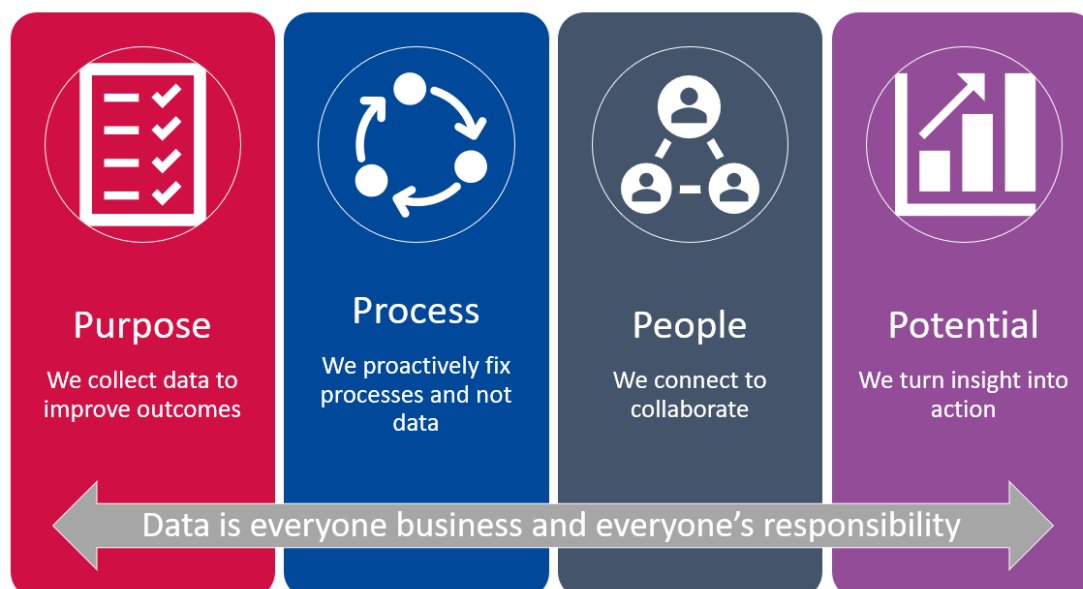 Purpose
We collect data to
improve outcomes
Process
We proactively fix
processes and not
data
People
We connect to
collaborate
Potential
We turn insight into
action
Data is everyone business and everyone’s responsibility